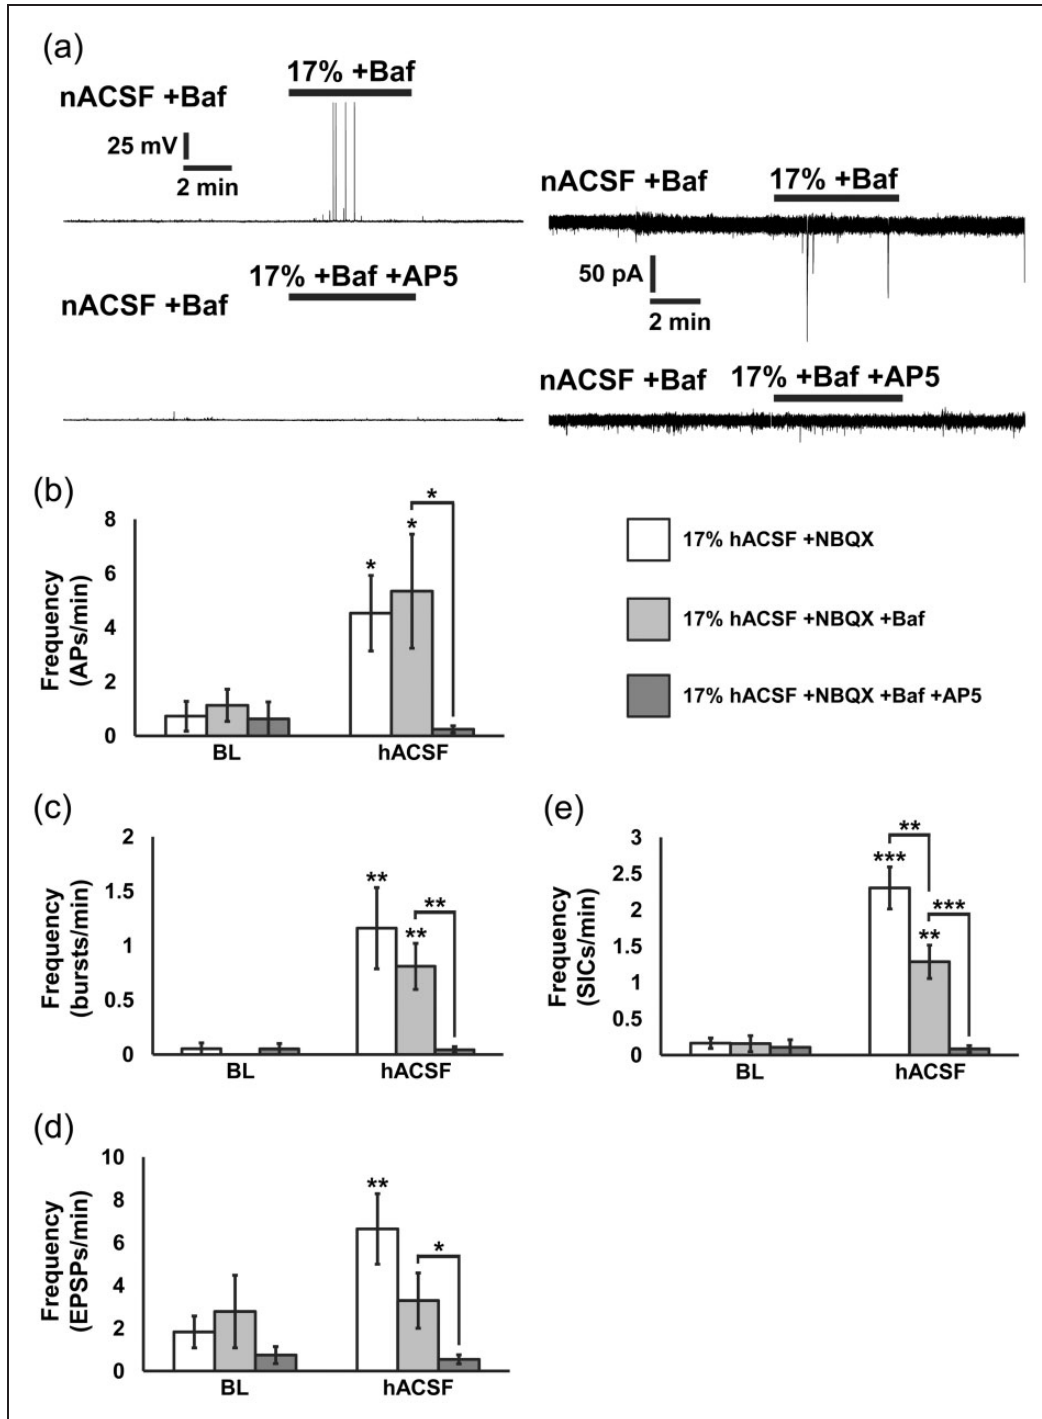 (a)
17% +Baf
nACSF +Baf
25 mV
2 min
17% +Baf +AP5
nACSF +Baf
nACSF +Baf
17% +Baf
50 pA
2 min
nACSF +Baf
17% +Baf +AP5
(b)
Frequency
(APs/min)
8
6
4
2
0
*
*
*
BL
hACSF
17% hACSF +NBQX
17% hACSF +NBQX +Baf
17% hACSF +NBQX +Baf +AP5
(c)
Frequency
(bursts/min)
2
1.5
1
0.5
0
**
**
**
BL
hACSF
(e)
Frequency
(SICs/min)
3
2.5
2
1.5
1
0.5
0
***
**
**
***
BL
hACSF
(d)
Frequency
(EPSPs/min)
10
8
6
4
2
0
**
*
BL
hACSF